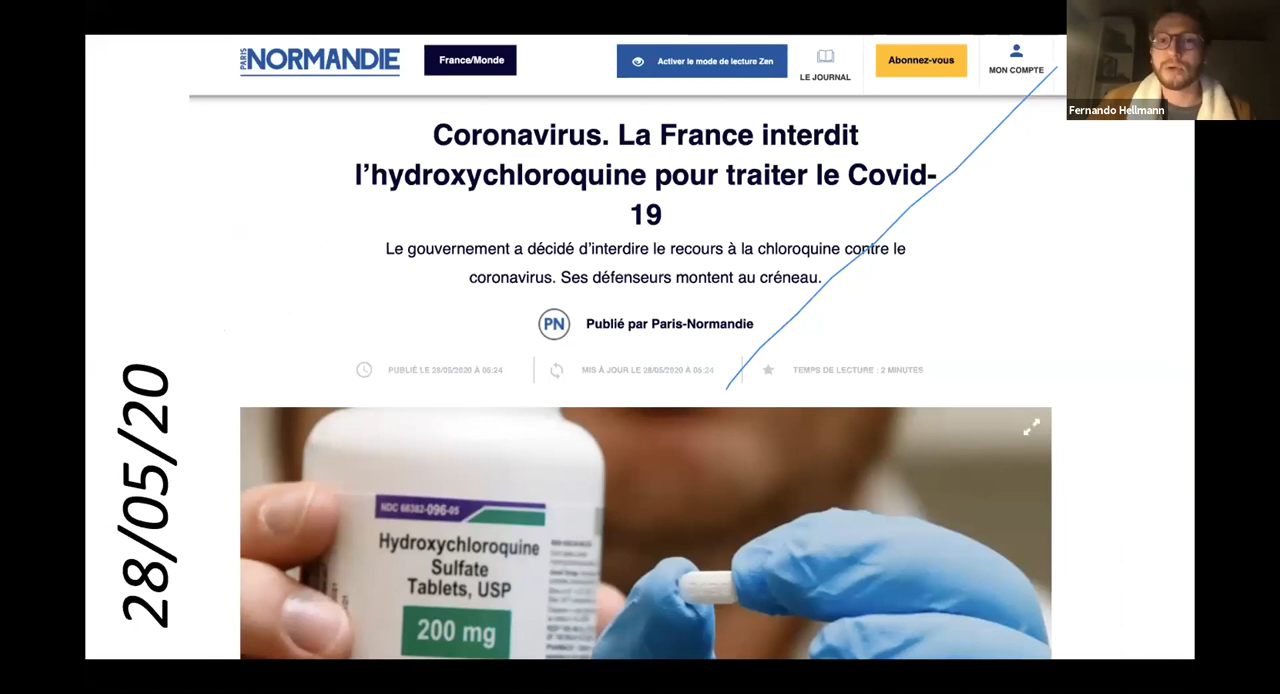 PARIS
NORMANDIE
France/Monde
Activer le mode de lecture Zen
LE JOURNAL
Abonnez-vous
MON COMPTE
Fernando Hellmann
Coronavirus. La France interdit
l'hydroxychloroquine pour traiter le Covid-
19
Le gouvernement a décidé d'interdire le recours à la chloroquine contre le
coronavirus. Ses défenseurs montent au créneau.
PN
Publié par Paris-Normandie
PUBLIÉ LE 28/05/2020 À 05:24
MIS À JOUR LE 28/05/2020 À 05:24
TEMPS DE LECTURE : 2 MINUTES
28/05/20
NDC 68382-096-05
Hydroxychloroquine
Sulfate
Tablets, USP
200 mg